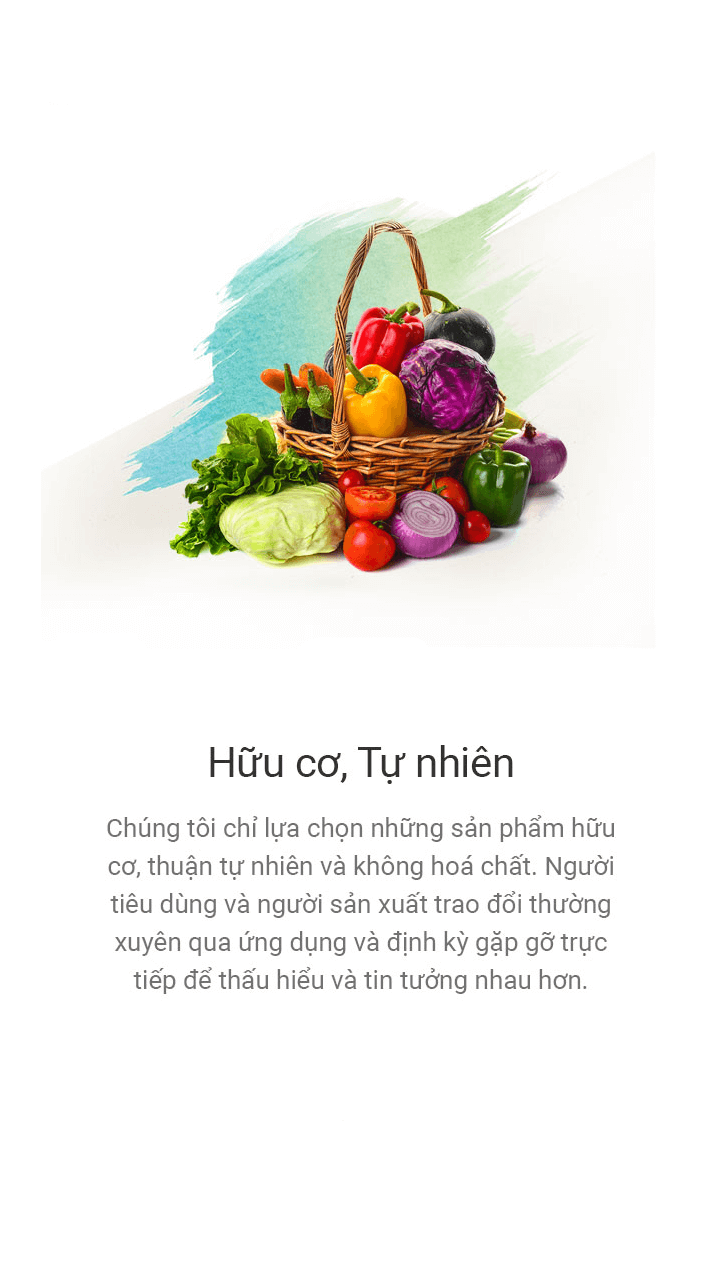 Hữu cơ, Tự nhiên
Chúng tôi chỉ lựa chọn những sản phẩm hữu
cơ, thuận tự nhiên và không hoá chất. Người
tiêu dùng và người sản xuất trao đổi thường
xuyên qua ứng dụng và định kỳ gặp gỡ trực
tiếp để thấu hiểu và tin tưởng nhau hơn.